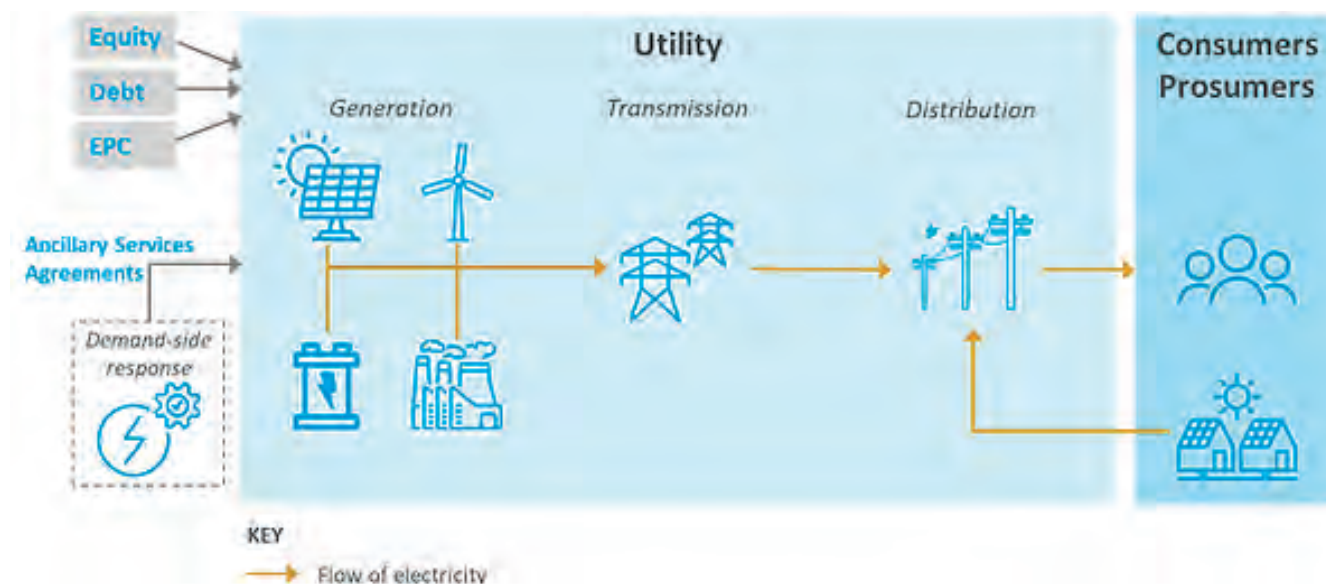 Equity
Debt
EPC
Utility
Consumers
Prosumers
Generation
Transmission
Distribution
Ancillary Services
Agreements
Demand-side
response
KEY
Flow of electricity